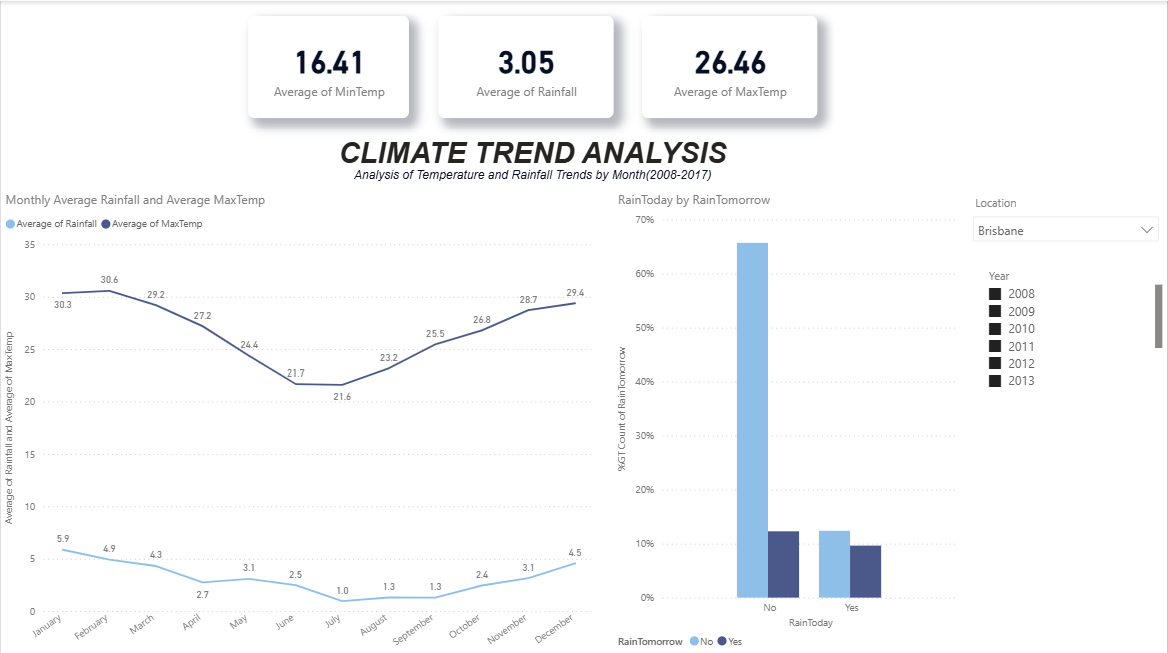 16.41
Average of MinTemp
3.05
Average of Rainfall
26.46
Average of MaxTemp
CLIMATE TREND ANALYSIS
Analysis of Temperature and Rainfall Trends by Month(2008-2017)
Monthly Average Rainfall and Average MaxTemp
Average of Rainfall Average of MaxTemp
Average of Rainfall and Average of MaxTemp
35
30
25
20
15
10
5
0
30.3
30.6
29.2
27.2
24.4
21.7
21.6
23.2
25.5
26.8
28.7
29.4
5.9
4.9
4.3
2.7
3.1
2.5
1.0
1.3
1.3
2.4
3.1
4.5
January
February
March
April
May
June
July
August
September
October
November
December
RainToday by RainTomorrow
%GT Count of RainTomorrow
70%
60%
50%
40%
30%
20%
10%
0%
No
Yes
RainToday
RainTomorrow No Yes
Location
Brisbane
Year
2008
2009
2010
2011
2012
2013